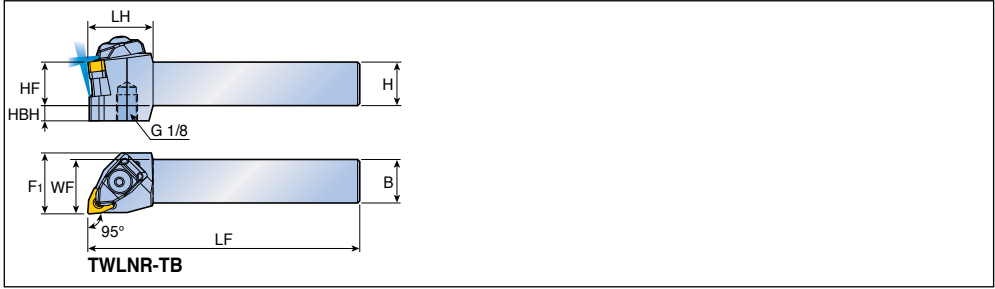 LH
HF
H
HBH
G 1/8
F1
WF
B
95°
LF
TWLNR-TB